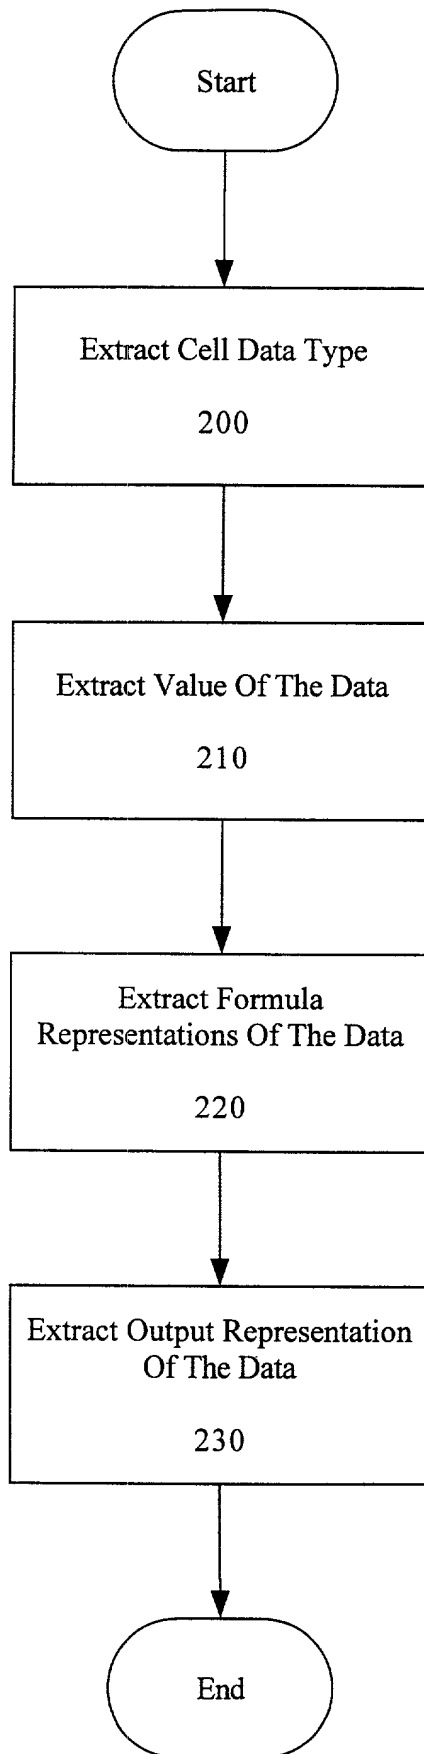 Start
Extract Cell Data Type
200
Extract Value Of The Data
210
Extract Formula
Representations Of The Data
220
Extract Output Representation
Of The Data
230
End